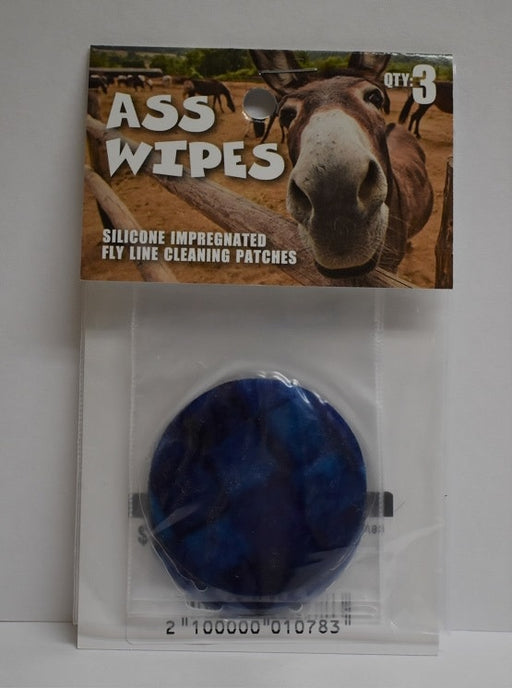 QTY: 3
ASS
WIPES
SILICONE IMPREGNATED
FLY LINE CLEANING PATCHES
2 "100000"010783"